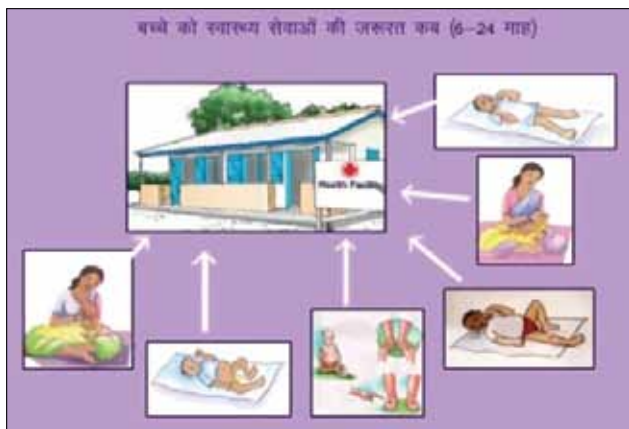 बच्चे को स्वास्थ्य सेवाओं की जरूरत कब (6-24 माह)
Health Facility